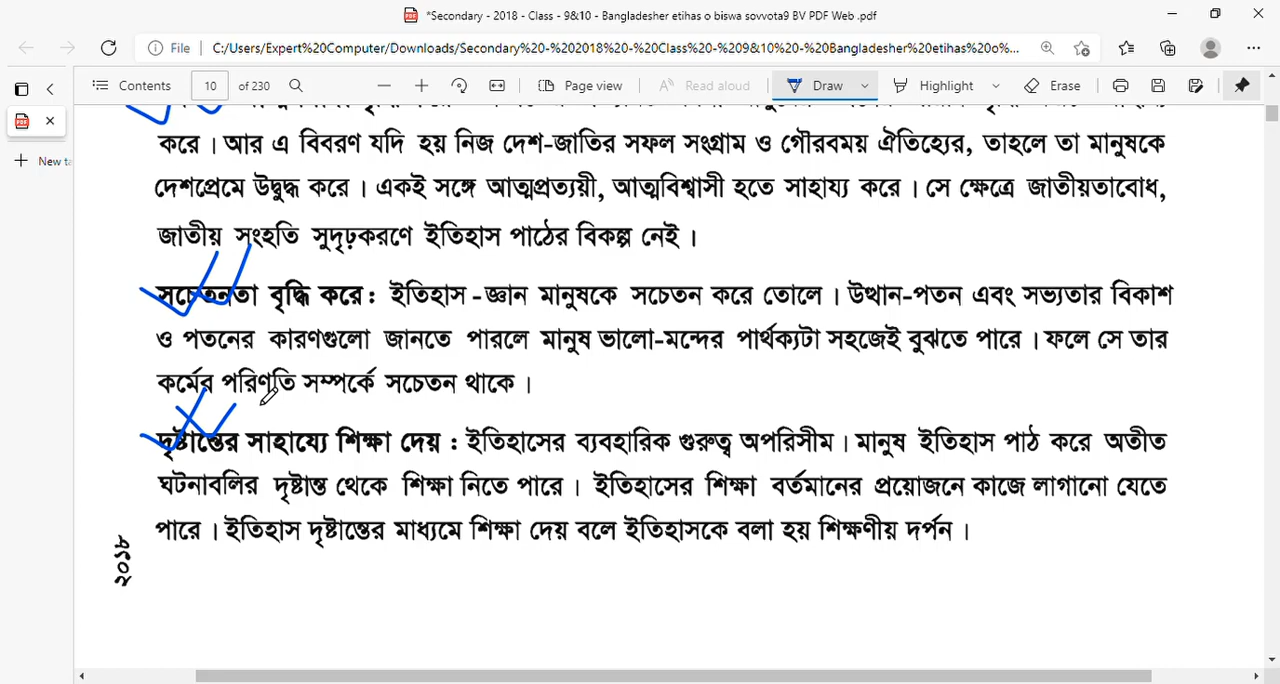 *Secondary - 2018 - Class - 9&10 - Bangladesher etihas o biswa sovvota9 BV PDF Web .pdf
File
C:/Users/Expert%20Computer/Downloads/Secondary%20-%202018%20-%20Class%20-%209&10%20-%20Bangladesher%20etihas%20o%...
Contents 10 of 230 Page view Read aloud Draw Highlight Erase
New ta
করে। আর এ বিবরণ যদি হয় নিজ দেশ-জাতির সফল সংগ্রাম ও গৌরবময় ঐতিহ্যের, তাহলে তা মানুষকে
দেশপ্রেমে উদ্বুদ্ধ করে। একই সঙ্গে আত্মপ্রত্যয়ী, আত্মবিশ্বাসী হতে সাহায্য করে। সে ক্ষেত্রে জাতীয়তাবোধ,
জাতীয় সংহতি সুদৃঢ়করণে ইতিহাস পাঠের বিকল্প নেই।
সচেতনতা বৃদ্ধি করে: ইতিহাস -জ্ঞান মানুষকে সচেতন করে তোলে। উত্থান-পতন এবং সভ্যতার বিকাশ
ও পতনের কারণগুলো জানতে পারলে মানুষ ভালো-মন্দের পার্থক্যটা সহজেই বুঝতে পারে। ফলে সে তার
কর্মের পরিণতি সম্পর্কে সচেতন থাকে।
দৃষ্টান্তের সাহায্যে শিক্ষা দেয় : ইতিহাসের ব্যবহারিক গুরুত্ব অপরিসীম। মানুষ ইতিহাস পাঠ করে অতীত
ঘটনাবলির দৃষ্টান্ত থেকে শিক্ষা নিতে পারে। ইতিহাসের শিক্ষা বর্তমানের প্রয়োজনে কাজে লাগানো যেতে
পারে। ইতিহাস দৃষ্টান্তের মাধ্যমে শিক্ষা দেয় বলে ইতিহাসকে বলা হয় শিক্ষণীয় দর্পন।
২০১৮